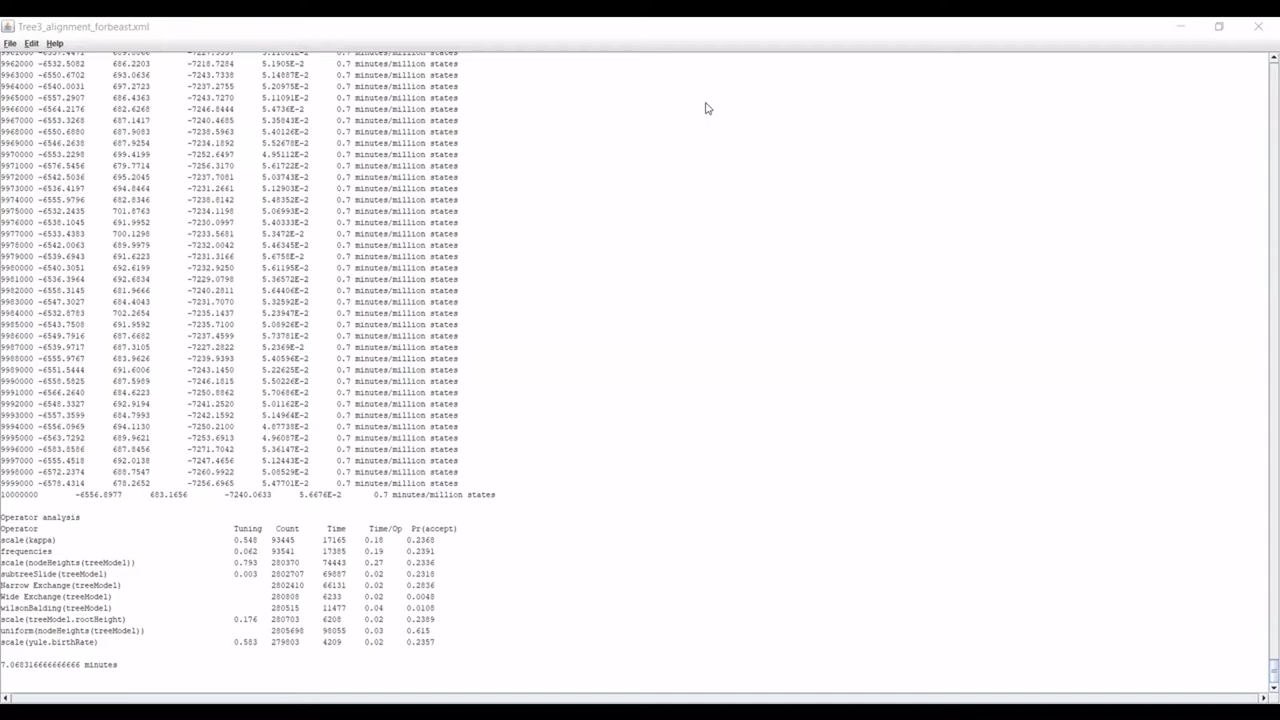 Tree3_alignment_forbeast.xml
File Edit Help
9962000 -6532.5082 686.2203 -7218.7284 5.1905E-2 0.7 minutes/million states
9963000 -6550.6702 693.0636 -7243.7338 5.14887E-2 0.7 minutes/million states
9964000 -6540.0031 697.2723 -7237.2755 5.20975E-2 0.7 minutes/million states
9965000 -6557.2907 686.4363 -7243.7270 5.11091E-2 0.7 minutes/million states
9966000 -6564.2176 682.6268 -7246.8444 5.4736E-2 0.7 minutes/million states
9967000 -6553.3268 687.1417 -7240.4685 5.35843E-2 0.7 minutes/million states
9968000 -6550.6880 687.9083 -7238.5963 5.40126E-2 0.7 minutes/million states
9969000 -6546.2638 687.9254 -7234.1892 5.52678E-2 0.7 minutes/million states
9970000 -6553.2298 699.4199 -7252.6497 4.95112E-2 0.7 minutes/million states
9971000 -6576.5456 679.7714 -7256.3170 5.61722E-2 0.7 minutes/million states
9972000 -6542.5036 695.2045 -7237.7081 5.03743E-2 0.7 minutes/million states
9973000 -6536.4197 694.8464 -7231.2661 5.12903E-2 0.7 minutes/million states
9974000 -6555.9796 682.8346 -7238.8142 5.48352E-2 0.7 minutes/million states
9975000 -6532.2435 701.8763 -7234.1198 5.06993E-2 0.7 minutes/million states
9976000 -6538.1045 691.9952 -7230.0997 5.40333E-2 0.7 minutes/million states
9977000 -6533.4383 700.1298 -7233.5681 5.3472E-2 0.7 minutes/million states
9978000 -6542.0063 689.9979 -7232.0042 5.46345E-2 0.7 minutes/million states
9979000 -6539.6943 691.6223 -7231.3166 5.6758E-2 0.7 minutes/million states
9980000 -6540.3051 692.6199 -7232.9250 5.61195E-2 0.7 minutes/million states
9981000 -6536.3964 692.6834 -7229.0798 5.36572E-2 0.7 minutes/million states
9982000 -6558.3145 681.9666 -7240.2811 5.64406E-2 0.7 minutes/million states
9983000 -6547.3027 684.4043 -7231.7070 5.32592E-2 0.7 minutes/million states
9984000 -6532.8783 702.2654 -7235.1437 5.23947E-2 0.7 minutes/million states
9985000 -6543.7508 691.9592 -7235.7100 5.08926E-2 0.7 minutes/million states
9986000 -6549.7916 687.6682 -7237.4599 5.73781E-2 0.7 minutes/million states
9987000 -6539.9717 687.3105 -7227.2822 5.2369E-2 0.7 minutes/million states
9988000 -6555.9767 683.9626 -7239.9393 5.40596E-2 0.7 minutes/million states
9989000 -6551.5444 691.6006 -7243.1450 5.22625E-2 0.7 minutes/million states
9990000 -6558.5825 687.5989 -7246.1815 5.50226E-2 0.7 minutes/million states
9991000 -6566.2640 684.6223 -7250.8862 5.70686E-2 0.7 minutes/million states
9992000 -6548.3327 692.9194 -7241.2520 5.01162E-2 0.7 minutes/million states
9993000 -6557.3599 684.7993 -7242.1592 5.14964E-2 0.7 minutes/million states
9994000 -6556.0969 694.1130 -7250.2100 4.87738E-2 0.7 minutes/million states
9995000 -6563.7292 689.9621 -7253.6913 4.96087E-2 0.7 minutes/million states
9996000 -6583.8586 687.8456 -7271.7042 5.36147E-2 0.7 minutes/million states
9997000 -6555.4518 692.0138 -7247.4656 5.12443E-2 0.7 minutes/million states
9998000 -6572.2374 688.7547 -7260.9922 5.08529E-2 0.7 minutes/million states
9999000 -6578.4314 678.2652 -7256.6965 5.47701E-2 0.7 minutes/million states
10000000 -6556.8977 683.1656 -7240.0633 5.6676E-2 0.7 minutes/million states
Operator analysis
Operator Tuning Count Time Time/Op Pr(accept)
scale(kappa) 0.548 93445 17165 0.18 0.2368
frequencies 0.062 93541 17385 0.19 0.2391
scale(nodeHeights(treeModel)) 0.793 280370 74443 0.27 0.2336
subtreeSlide(treeModel) 0.003 2802707 69887 0.02 0.2318
Narrow Exchange(treeModel) 2802410 66131 0.02 0.2836
Wide Exchange(treeModel) 280808 6233 0.02 0.0048
wilsonBalding(treeModel) 280515 11477 0.04 0.0108
scale(treeModel.rootHeight) 0.176 280703 6208 0.02 0.2389
uniform(nodeHeights(treeModel)) 2805698 98055 0.03 0.615
scale(yule.birthRate) 0.583 279803 4209 0.02 0.2357
7.068316666666666 minutes